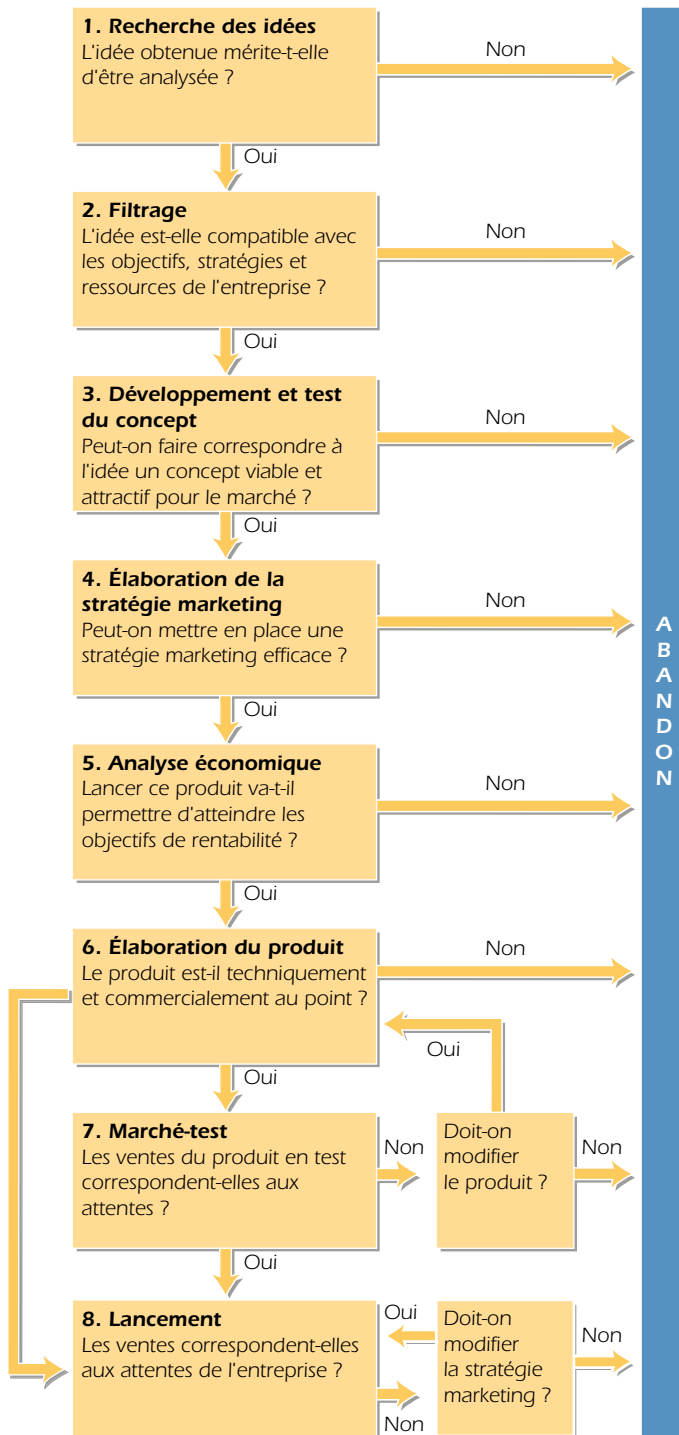 1. Recherche des idées
L'idée obtenue mérite-t-elle
d'être analysée ?
Non
Oui
2. Filtrage
L'idée est-elle compatible avec
les objectifs, stratégies et
ressources de l'entreprise ?
Non
Oui
3. Développement et test
du concept
Peut-on faire correspondre à
l'idée un concept viable et
attractif pour le marché ?
Non
Oui
4. Élaboration de la
stratégie marketing
Peut-on mettre en place une
stratégie marketing efficace ?
Non
Oui
5. Analyse économique
Lancer ce produit va-t-il
permettre d'atteindre les
objectifs de rentabilité ?
Non
Oui
6. Élaboration du produit
Le produit est-il techniquement
et commercialement au point ?
Non
Oui
Oui
7. Marché-test
Les ventes du produit en test
correspondent-elles aux
attentes ?
Non
Doit-on
modifier
le produit ?
Non
Oui
8. Lancement
Les ventes correspondent-elles
aux attentes de l'entreprise ?
Oui
Non
Doit-on
modifier
la stratégie
marketing ?
Non
A
B
A
N
D
O
N